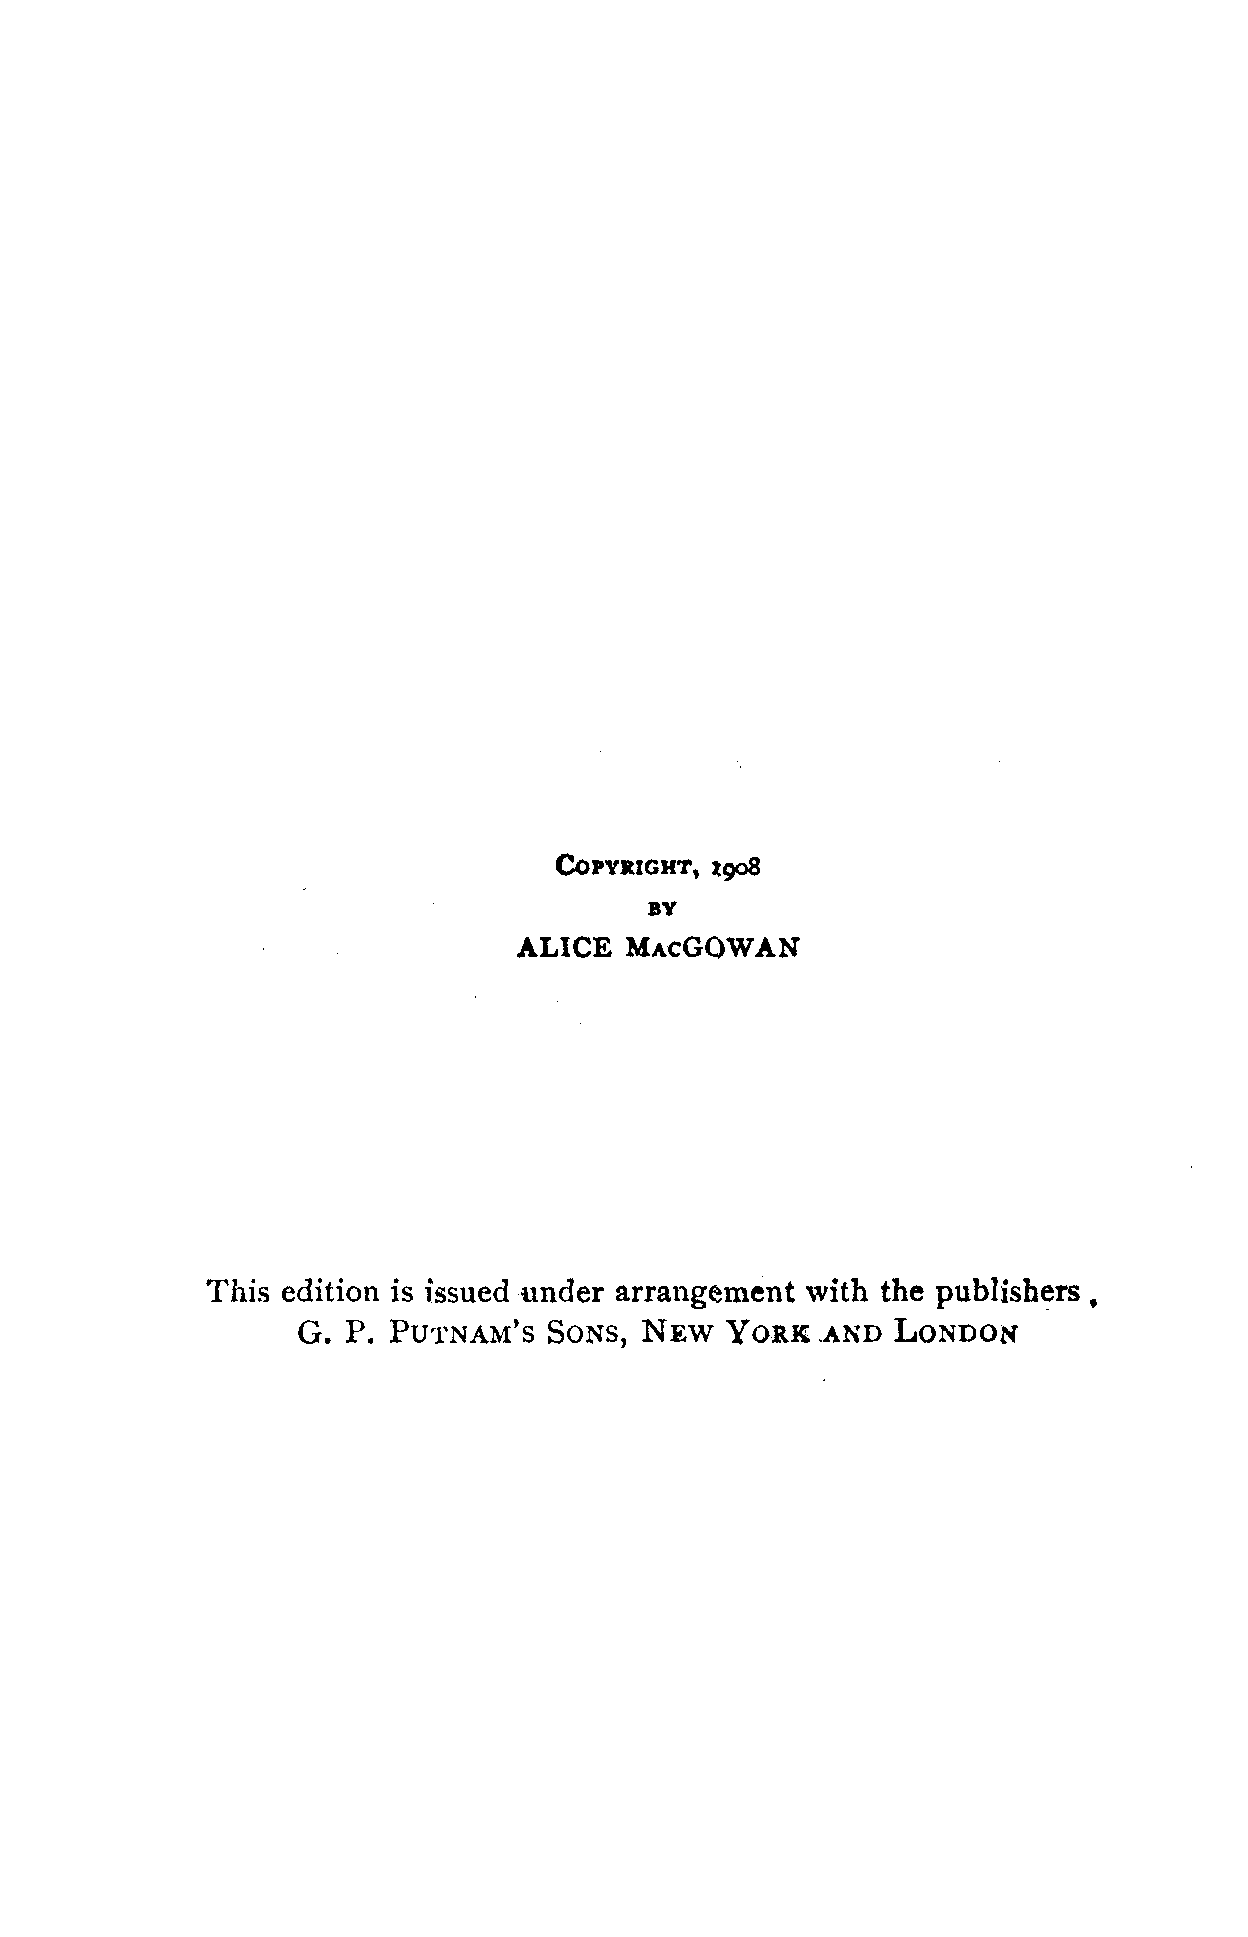 COPYRIGHT, 1908
BY
ALICE MACGOWAN
This edition is issued under arrangement with the publishers,
G. P. PUTNAM'S SONS, NEW YORK AND LONDON